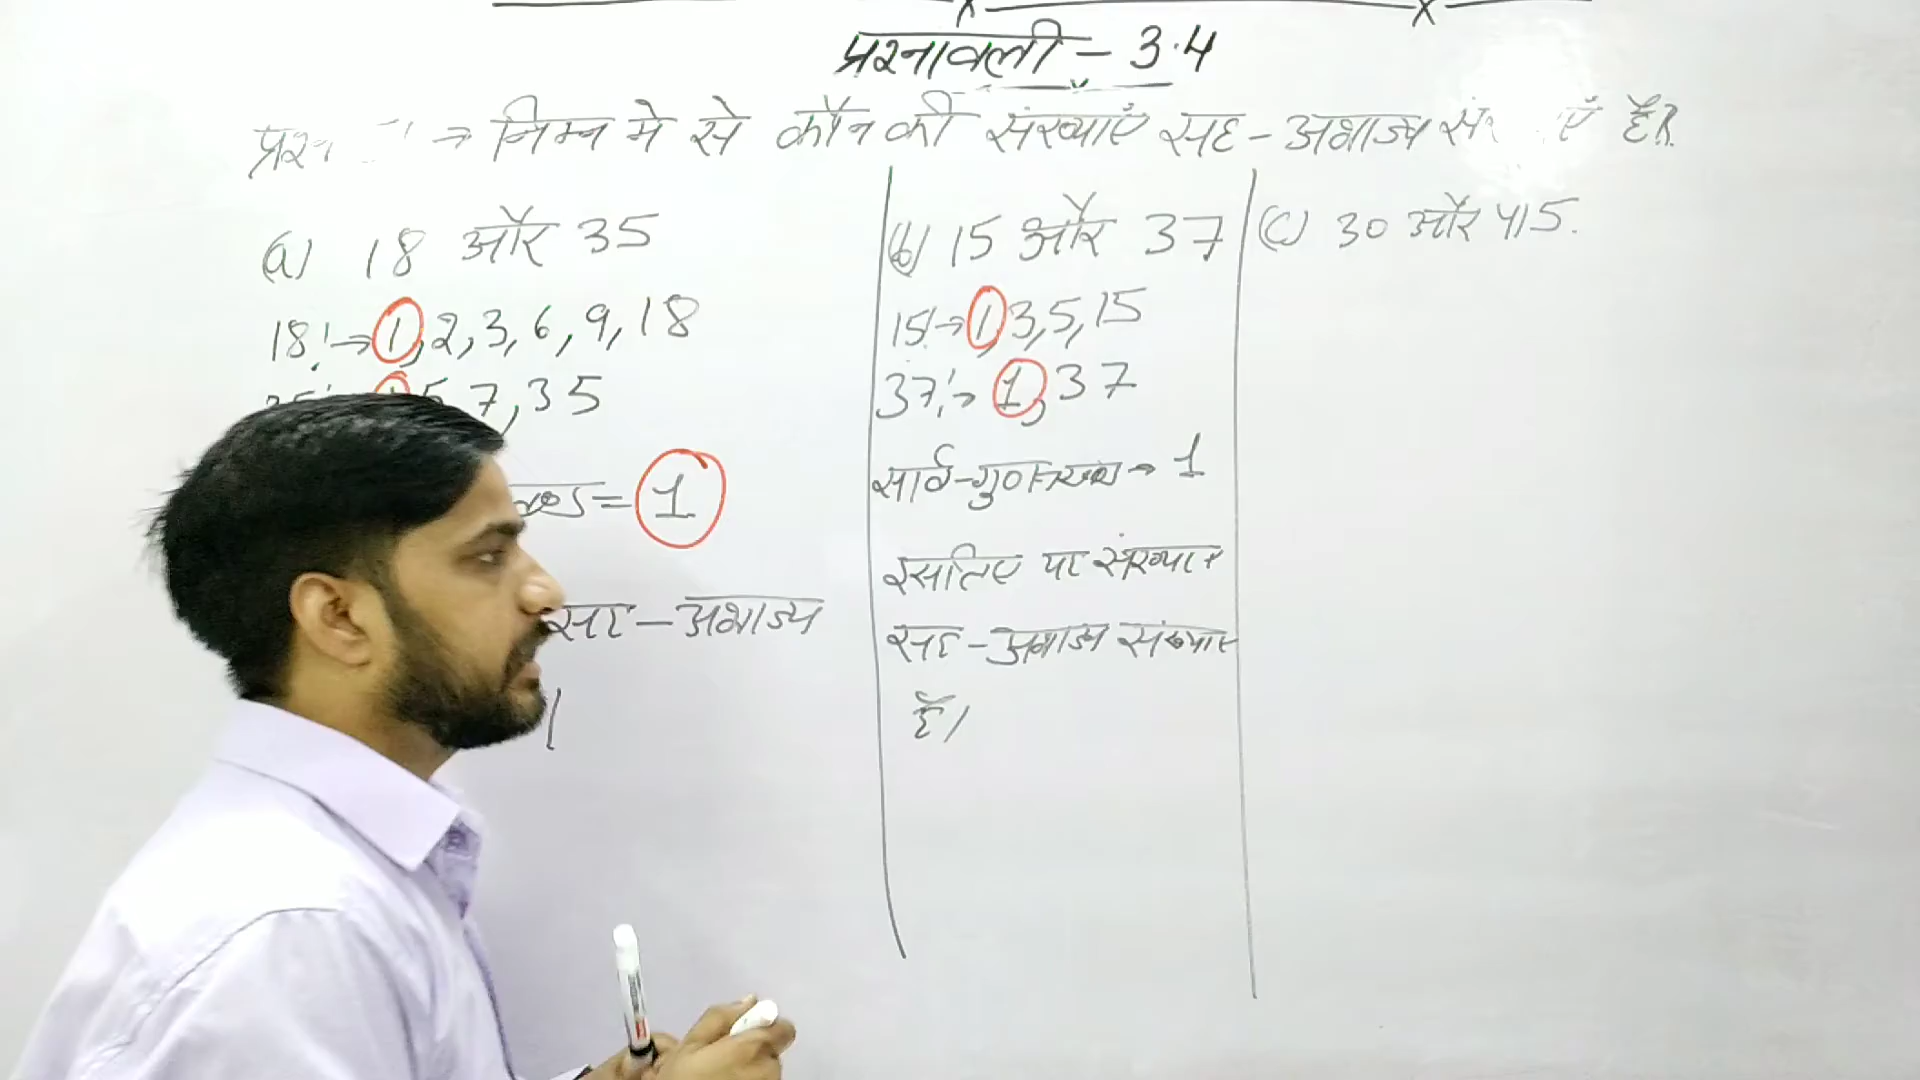 प्रश्नावली - 3.4
→ निम्न मे से कौन की संख्याएँ सह-अभाज्य हैं?
(a) 18 और 35
18:→ 1, 2, 3, 6, 9, 18
7, 35
= 1
सह-अभाज्य
(b) 15 और 37
15:→ 1, 3, 5, 15
37:→ 1, 37
सार्व-गुणनखण्ड → 1
इसलिए यह संख्याए
सह-अभाज्य संख्याए
है।
(c) 30 और 415.